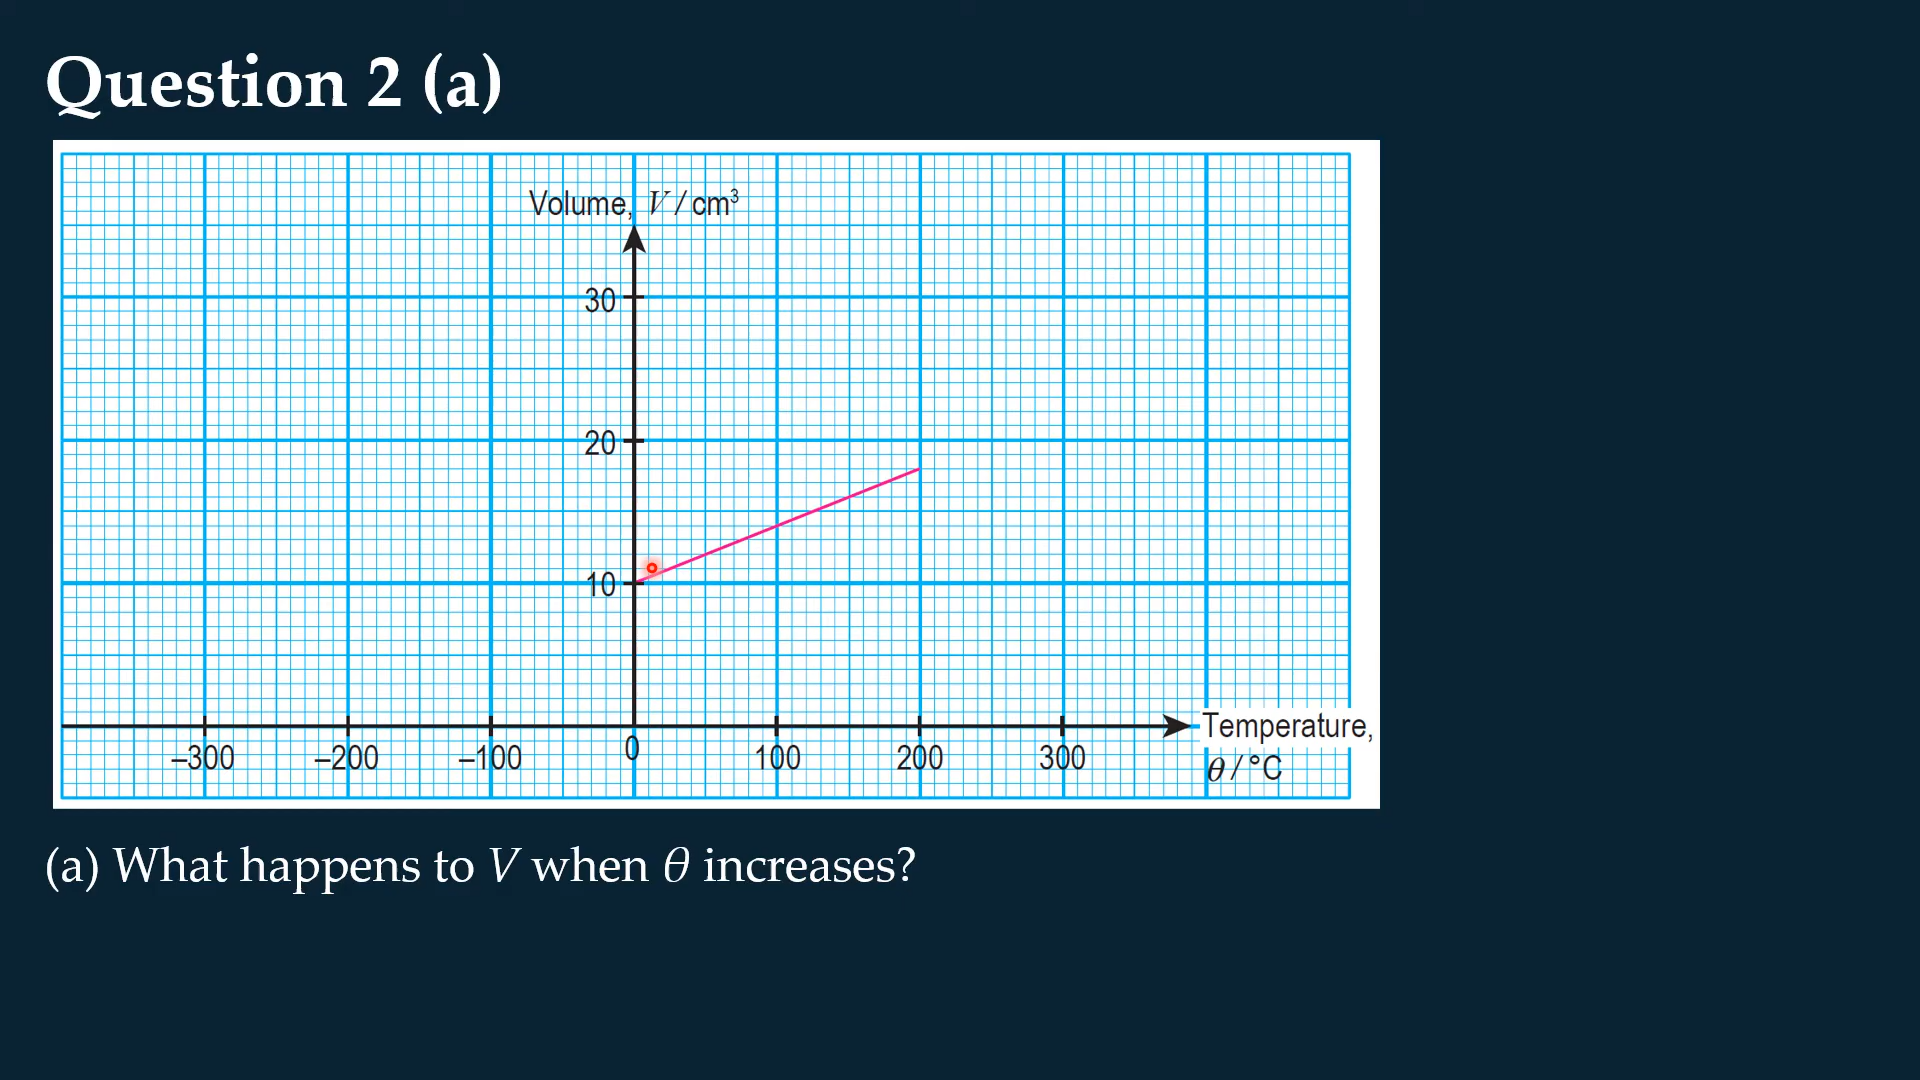 Question 2 (a)
Volume, V / cm³
30
20
10
–300 –200 –100 0 100 200 300
Temperature,
θ / °C
(a) What happens to V when θ increases?